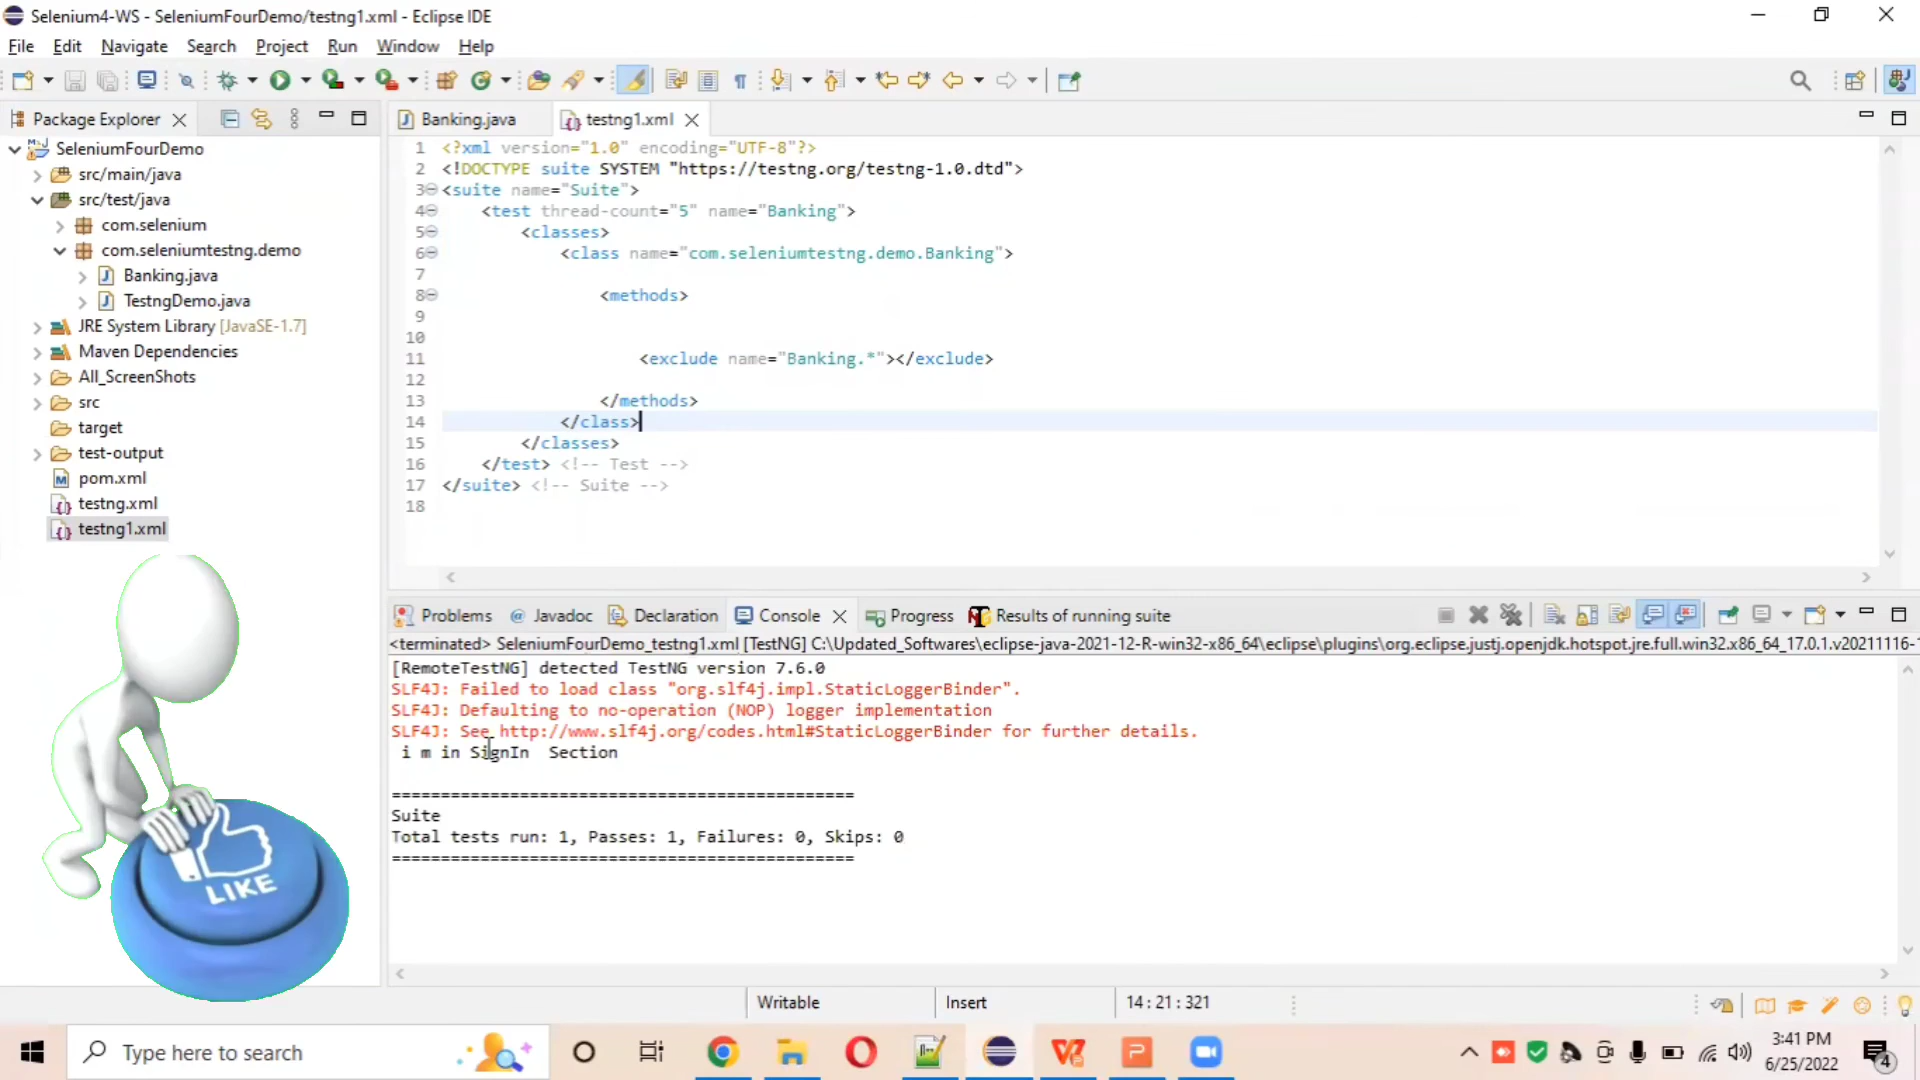 Selenium4-WS - SeleniumFourDemo/testng1.xml - Eclipse IDE
File Edit Navigate Search Project Run Window Help
Package Explorer
Banking.java
testng1.xml
SeleniumFourDemo
src/main/java
src/test/java
com.selenium
com.seleniumtestng.demo
Banking.java
TestngDemo.java
JRE System Library [JavaSE-1.7]
Maven Dependencies
All_ScreenShots
src
target
test-output
pom.xml
testng.xml
testng1.xml
1 <?xml version="1.0" encoding="UTF-8"?>
2 <!DOCTYPE suite SYSTEM "https://testng.org/testng-1.0.dtd">
3 <suite name="Suite">
4 <test thread-count="5" name="Banking">
5 <classes>
6 <class name="com.seleniumtestng.demo.Banking">
7
8 <methods>
9
10
11 <exclude name="Banking.*"></exclude>
12
13 </methods>
14 </class>
15 </classes>
16 </test> <!-- Test -->
17 </suite> <!-- Suite -->
18
LIKE
Problems Javadoc Declaration Console Progress Results of running suite
<terminated> SeleniumFourDemo_testng1.xml [TestNG] C:\Updated_Softwares\eclipse-java-2021-12-R-win32-x86_64\eclipse\plugins\org.eclipse.justj.openjdk.hotspot.jre.full.win32.x86_64_17.0.1.v20211116-1
[RemoteTestNG] detected TestNG version 7.6.0
SLF4J: Failed to load class "org.slf4j.impl.StaticLoggerBinder".
SLF4J: Defaulting to no-operation (NOP) logger implementation
SLF4J: See http://www.slf4j.org/codes.html#StaticLoggerBinder for further details.
i m in SignIn Section
===============================================
Suite
Total tests run: 1, Passes: 1, Failures: 0, Skips: 0
===============================================
Writable Insert 14:21:321
Type here to search
3:41 PM
6/25/2022
4